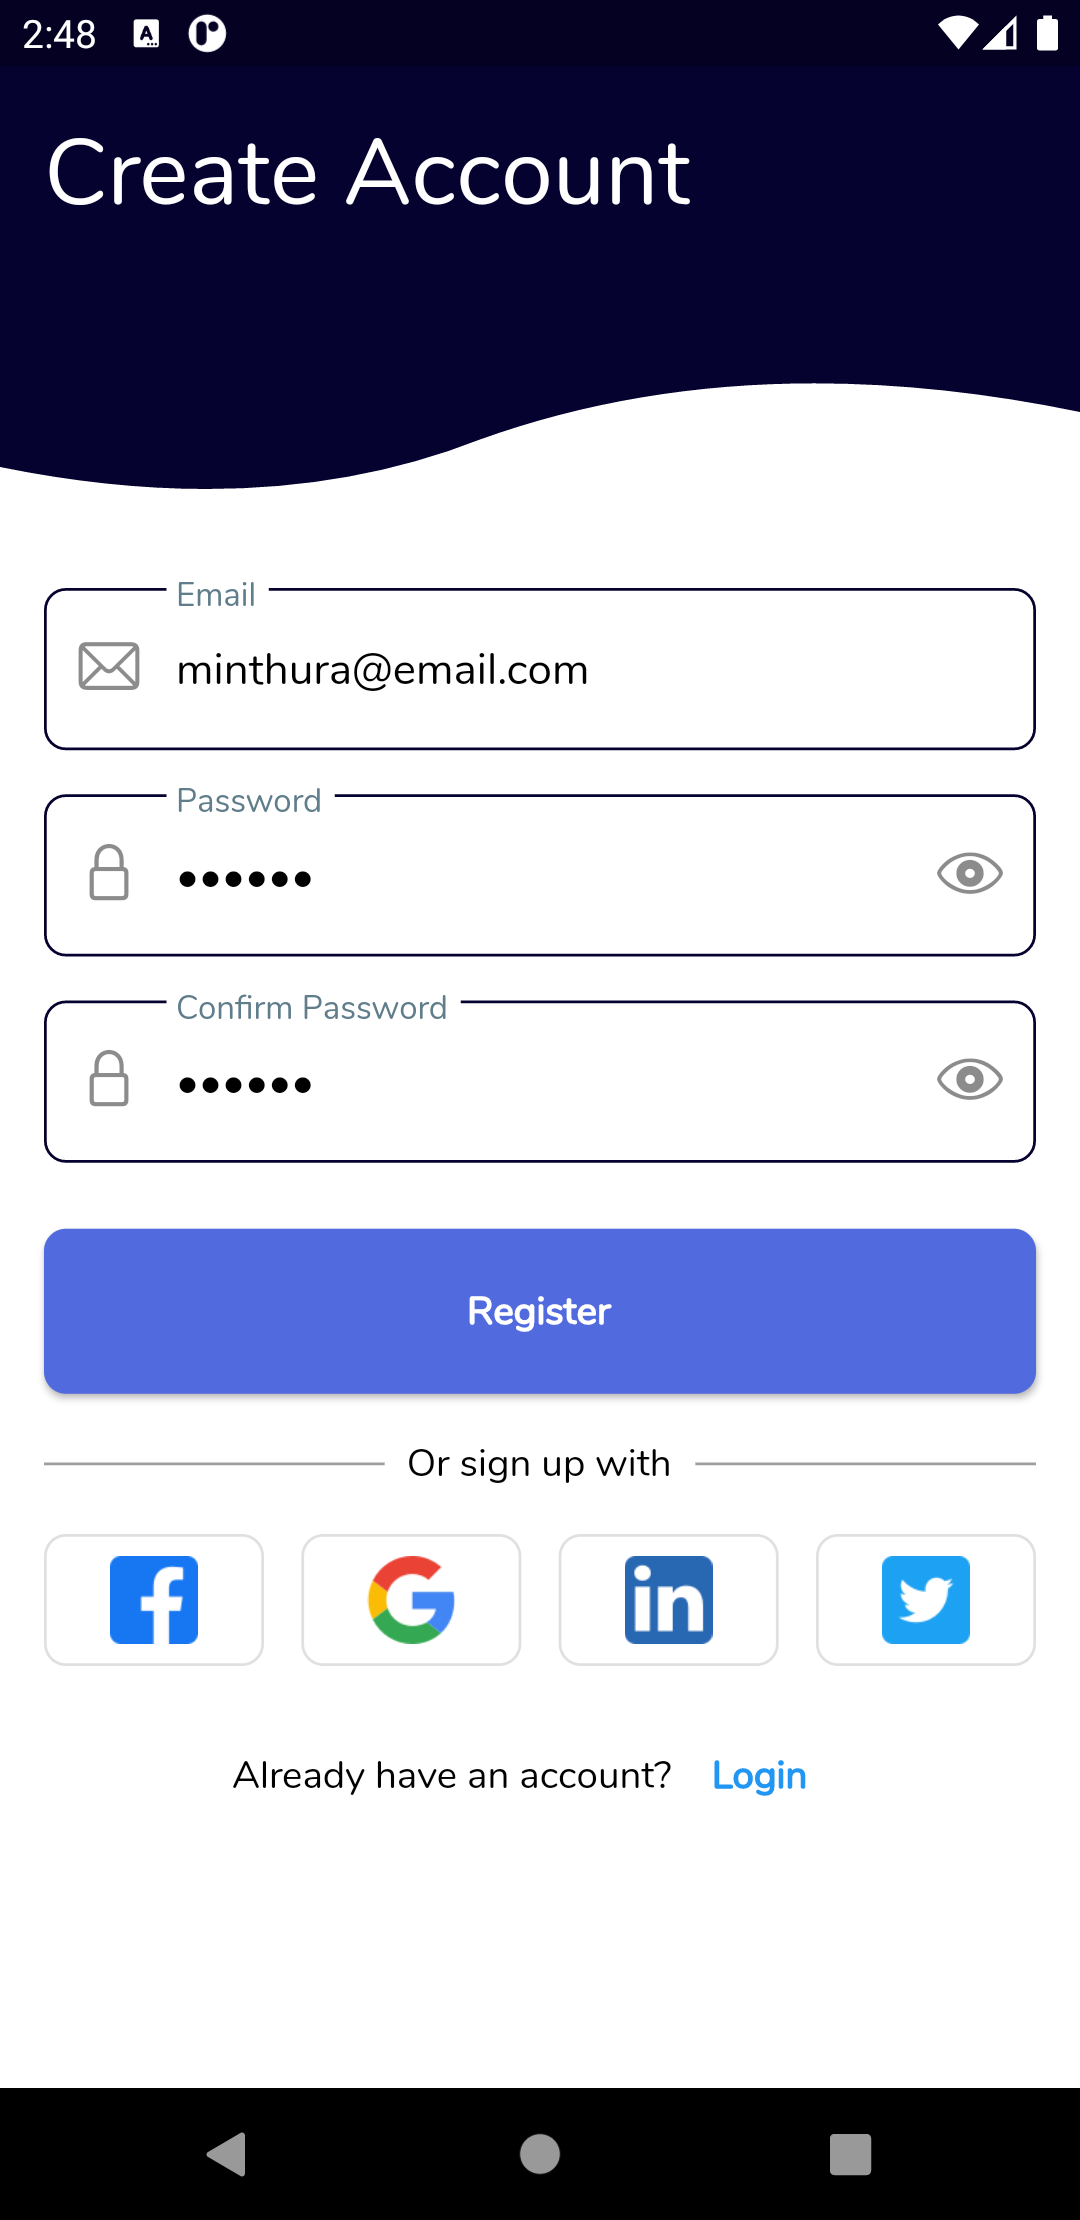 2:48
Create Account
Email
minthura@email.com
Password
••••••
Confirm Password
••••••
Register
Or sign up with
Already have an account? Login